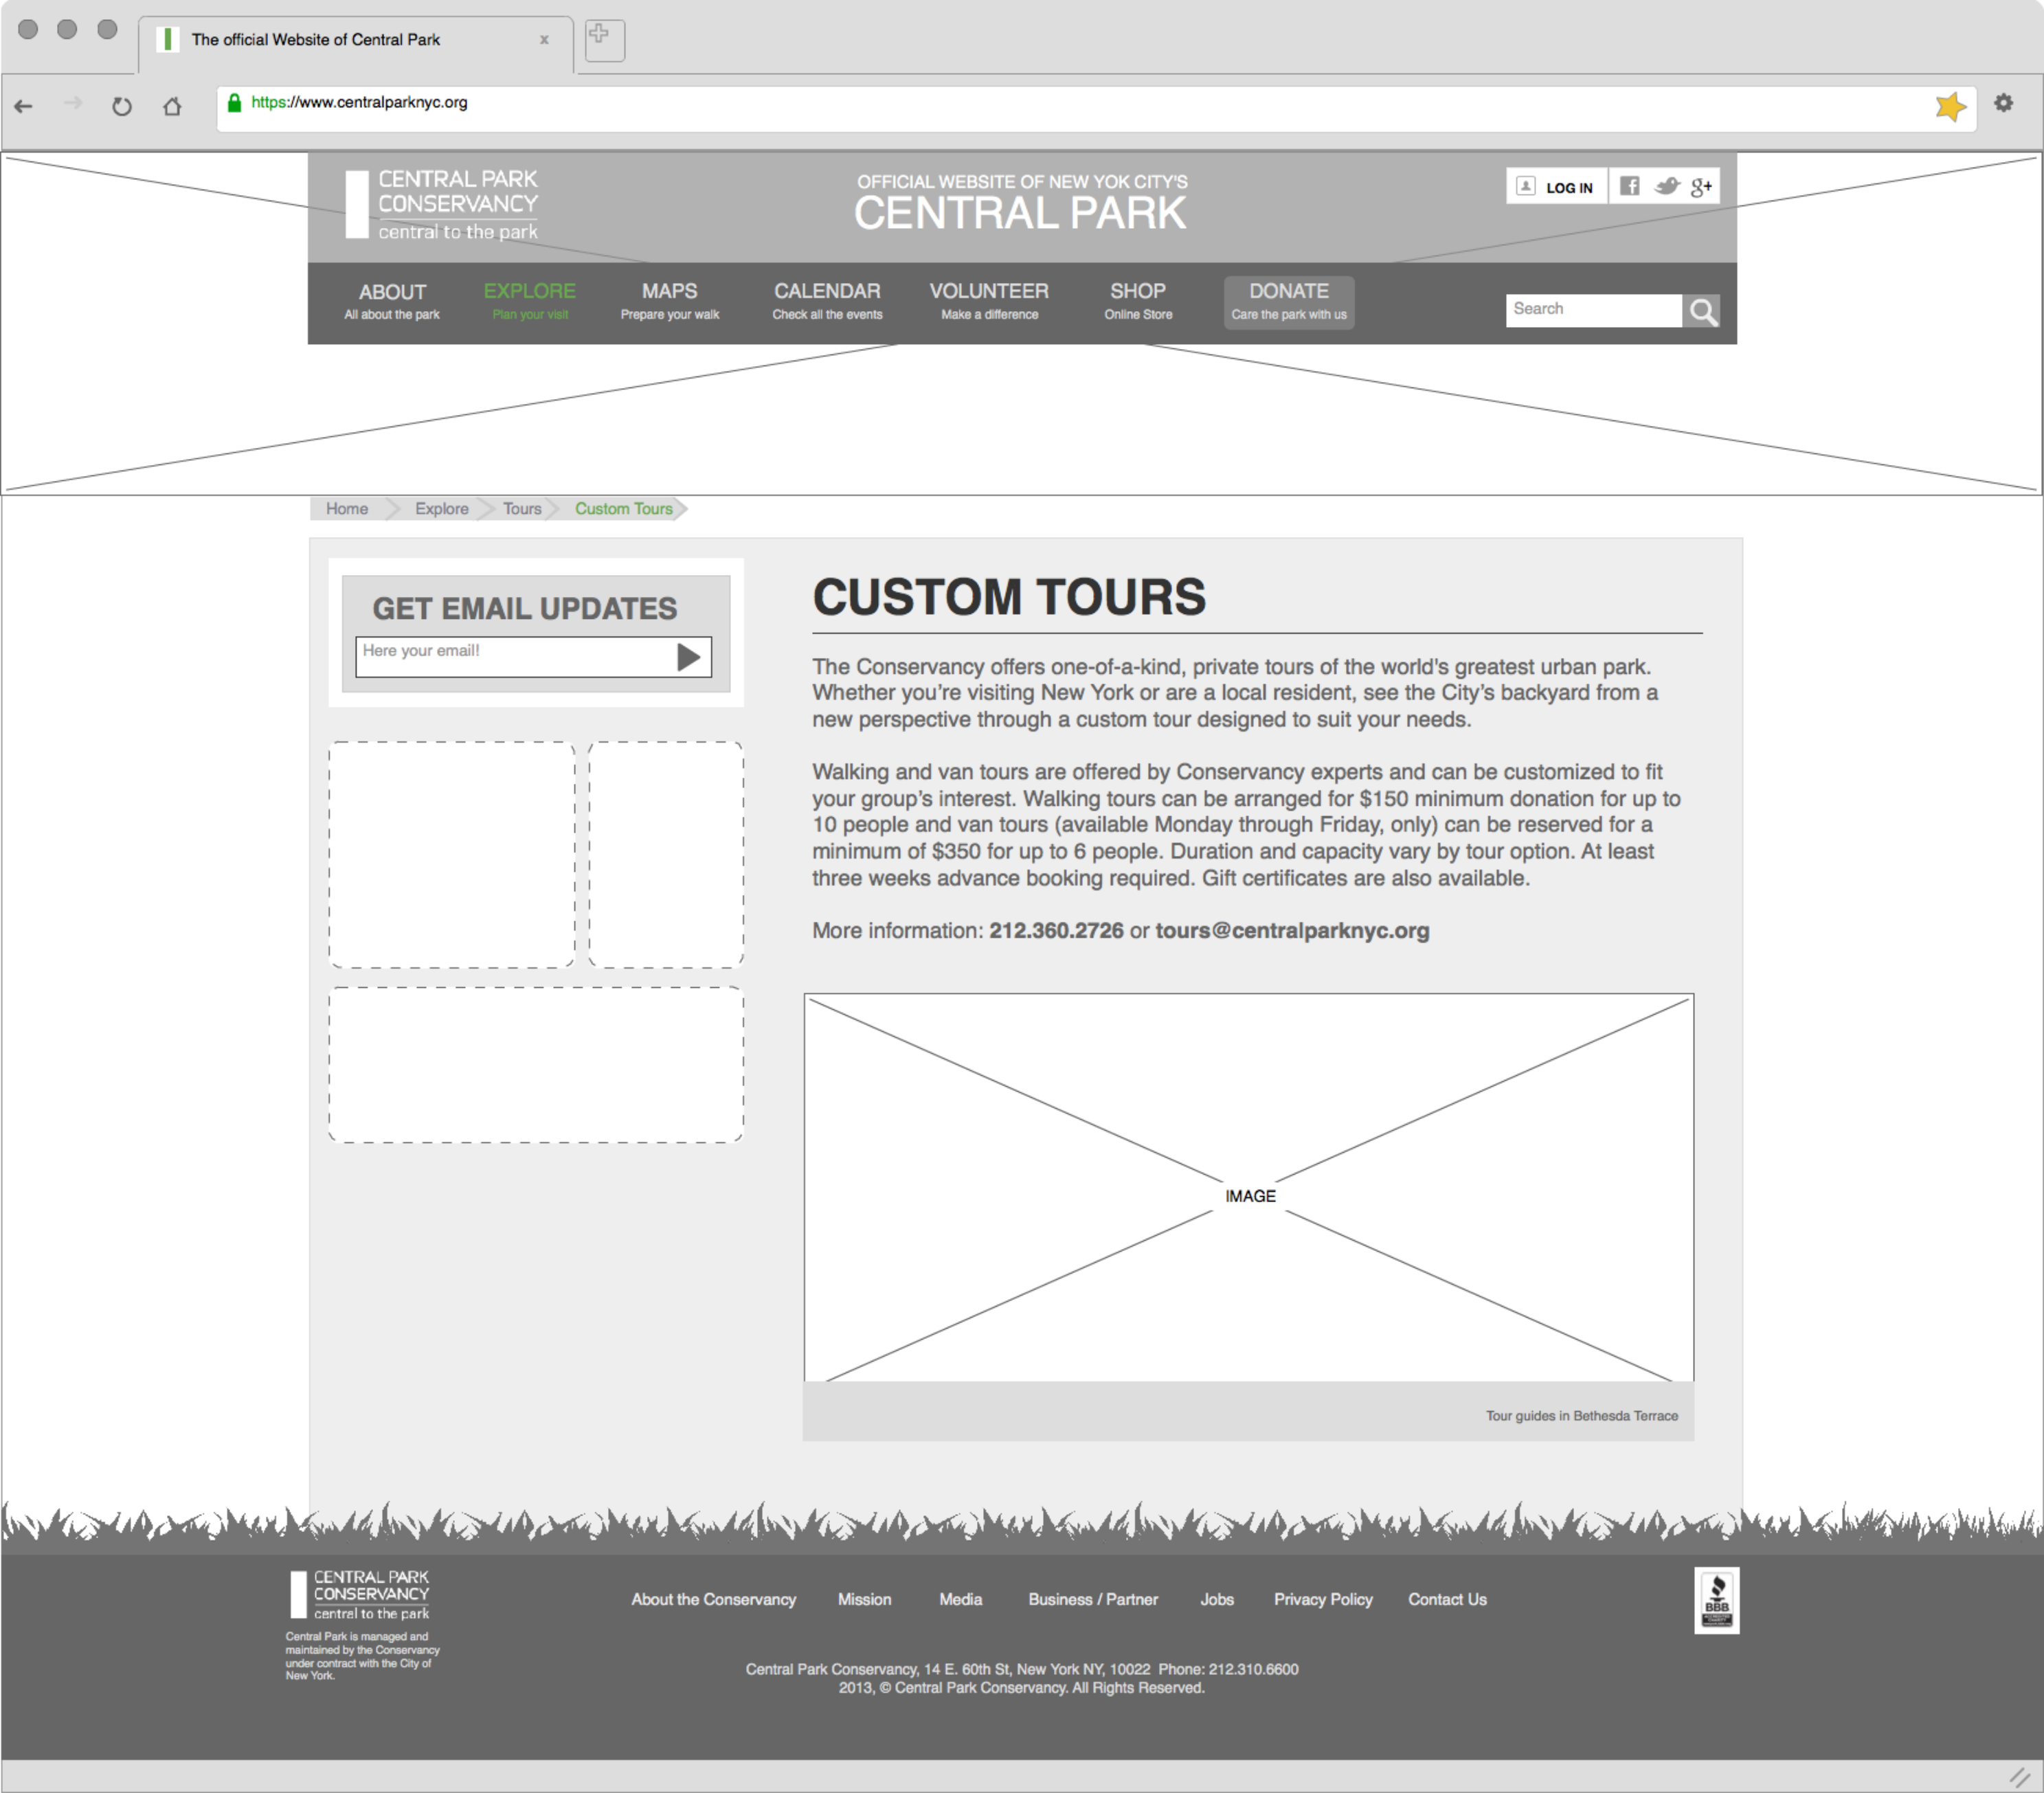 The official Website of Central Park
x
https://www.centralparknyc.org
CENTRAL PARK
CONSERVANCY
central to the park
OFFICIAL WEBSITE OF NEW YOK CITY'S
CENTRAL PARK
LOG IN
f
g+
ABOUT
All about the park
EXPLORE
Plan your visit
MAPS
Prepare your walk
CALENDAR
Check all the events
VOLUNTEER
Make a difference
SHOP
Online Store
DONATE
Care the park with us
Search
Home
Explore
Tours
Custom Tours
GET EMAIL UPDATES
Here your email!
CUSTOM TOURS
The Conservancy offers one-of-a-kind, private tours of the world's greatest urban park.
Whether you’re visiting New York or are a local resident, see the City’s backyard from a
new perspective through a custom tour designed to suit your needs.
Walking and van tours are offered by Conservancy experts and can be customized to fit
your group’s interest. Walking tours can be arranged for $150 minimum donation for up to
10 people and van tours (available Monday through Friday, only) can be reserved for a
minimum of $350 for up to 6 people. Duration and capacity vary by tour option. At least
three weeks advance booking required. Gift certificates are also available.
More information: 212.360.2726 or tours@centralparknyc.org
IMAGE
Tour guides in Bethesda Terrace
CENTRAL PARK
CONSERVANCY
central to the park
Central Park is managed and
maintained by the Conservancy
under contract with the City of
New York.
About the Conservancy
Mission
Media
Business / Partner
Jobs
Privacy Policy
Contact Us
BBB
Central Park Conservancy, 14 E. 60th St, New York NY, 10022 Phone: 212.310.6600
2013, © Central Park Conservancy. All Rights Reserved.